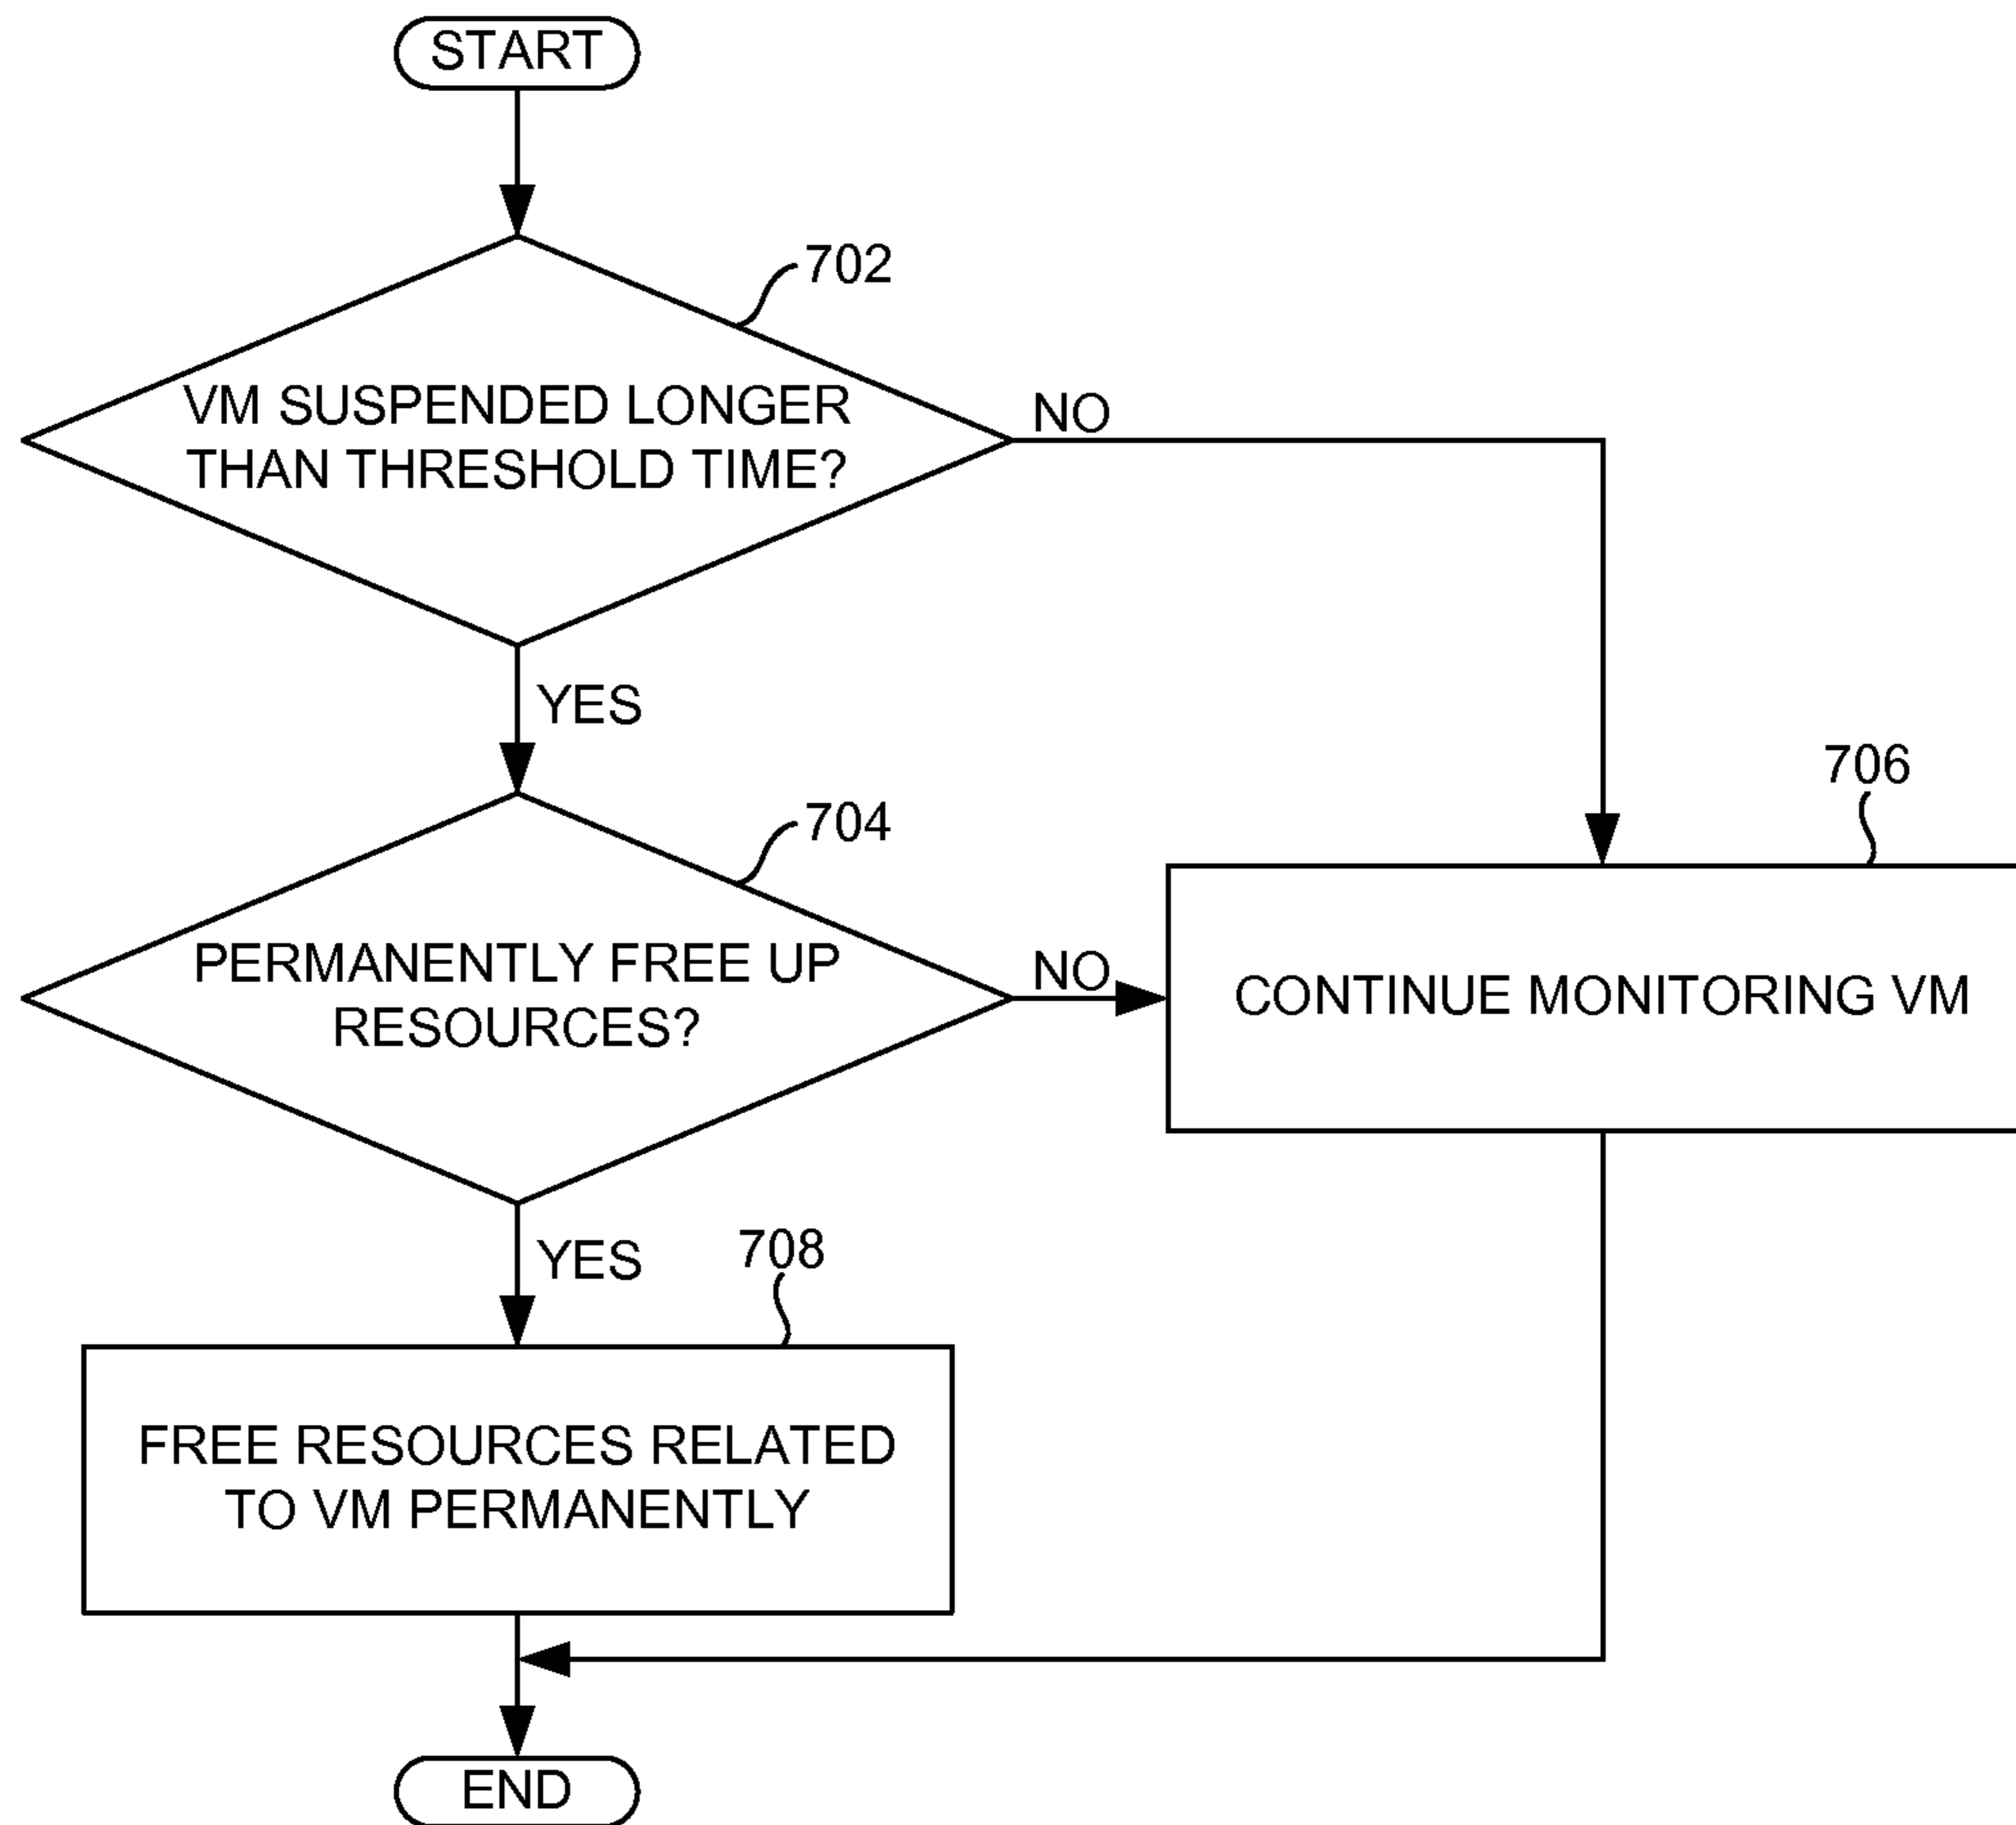 START
702
VM SUSPENDED LONGER
THAN THRESHOLD TIME?
NO
YES
704
706
PERMANENTLY FREE UP
RESOURCES?
NO
CONTINUE MONITORING VM
YES
708
FREE RESOURCES RELATED
TO VM PERMANENTLY
END